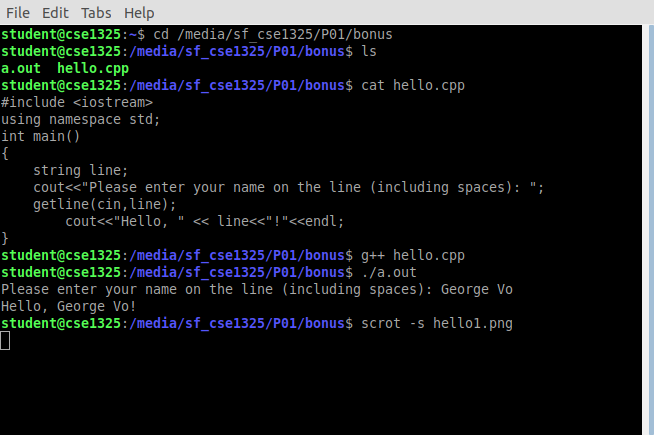 File Edit Tabs Help
student@cse1325:~$ cd /media/sf_cse1325/P01/bonus
student@cse1325:/media/sf_cse1325/P01/bonus$ ls
a.out  hello.cpp
student@cse1325:/media/sf_cse1325/P01/bonus$ cat hello.cpp
#include <iostream>
using namespace std;
int main()
{
    string line;
    cout<<"Please enter your name on the line (including spaces): ";
    getline(cin,line);
        cout<<"Hello, " << line<<"!"<<endl;
}
student@cse1325:/media/sf_cse1325/P01/bonus$ g++ hello.cpp
student@cse1325:/media/sf_cse1325/P01/bonus$ ./a.out
Please enter your name on the line (including spaces): George Vo
Hello, George Vo!
student@cse1325:/media/sf_cse1325/P01/bonus$ scrot -s hello1.png